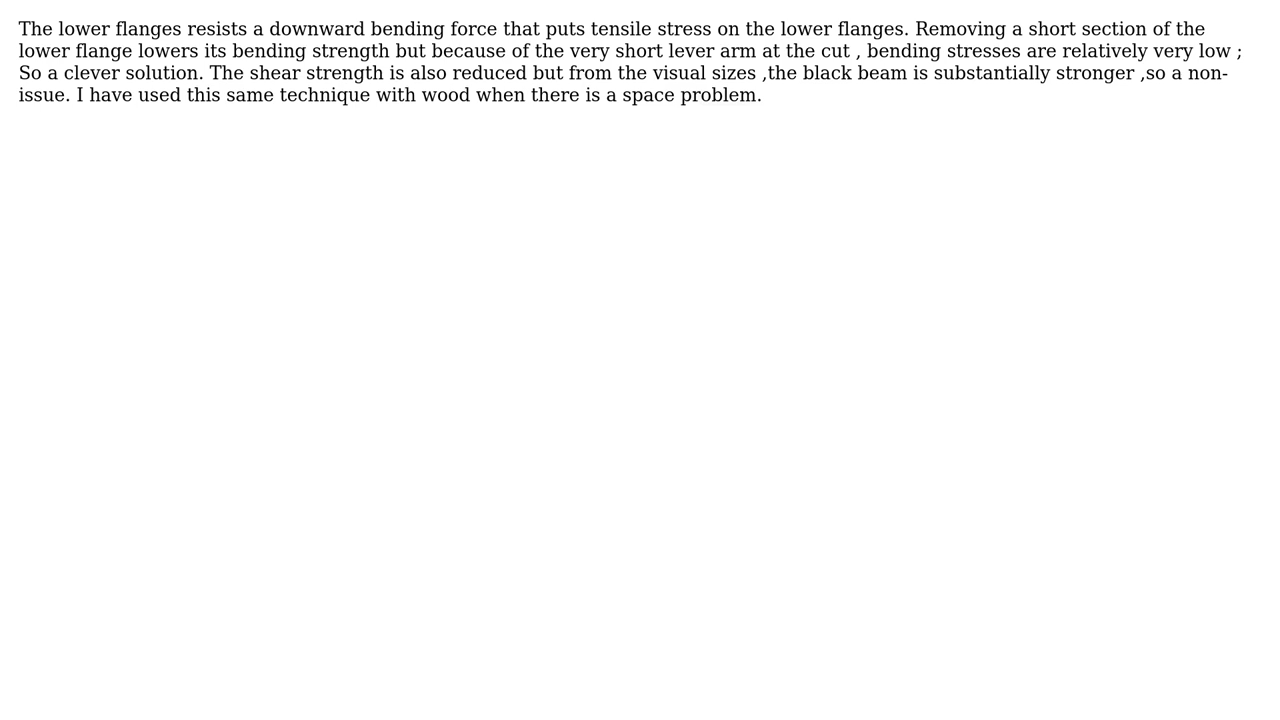 The lower flanges resists a downward bending force that puts tensile stress on the lower flanges. Removing a short section of the
lower flange lowers its bending strength but because of the very short lever arm at the cut , bending stresses are relatively very low ;
So a clever solution. The shear strength is also reduced but from the visual sizes ,the black beam is substantially stronger ,so a non-
issue. I have used this same technique with wood when there is a space problem.